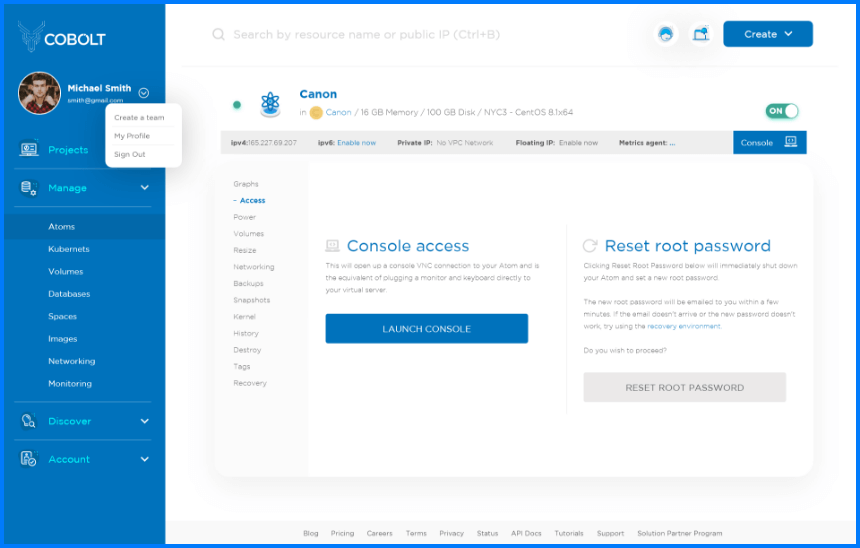 COBOLT
Search by resource name or public IP (Ctrl+B)
Create
Michael Smith
smith@gmail.com
Create a team
My Profile
Sign Out
Projects
Manage
Atoms
Kubernets
Volumes
Databases
Spaces
Images
Networking
Monitoring
Discover
Account
Canon
in Canon / 16 GB Memory / 100 GB Disk / NYC3 - CentOS 8.1x64
ON
ipv4:165.227.69.207 ipv6: Enable now Private IP: No VPC Network Floating IP: Enable now Metrics agent: ... Console
Graphs
- Access
Power
Volumes
Resize
Networking
Backups
Snapshots
Kernel
History
Destroy
Tags
Recovery
Console access
This will open up a console VNC connection to your Atom and is
the equivalent of plugging a monitor and keyboard directly to
your virtual server.
LAUNCH CONSOLE
Reset root password
Clicking Reset Root Password below will immediately shut down
your Atom and set a new root password.
The new root password will be emailed to you within a few
minutes. If the email doesn't arrive or the new password doesn't
work, try using the recovery environment.
Do you wish to proceed?
RESET ROOT PASSWORD
Blog Pricing Careers Terms Privacy Status API Docs Tutorials Support Solution Partner Program